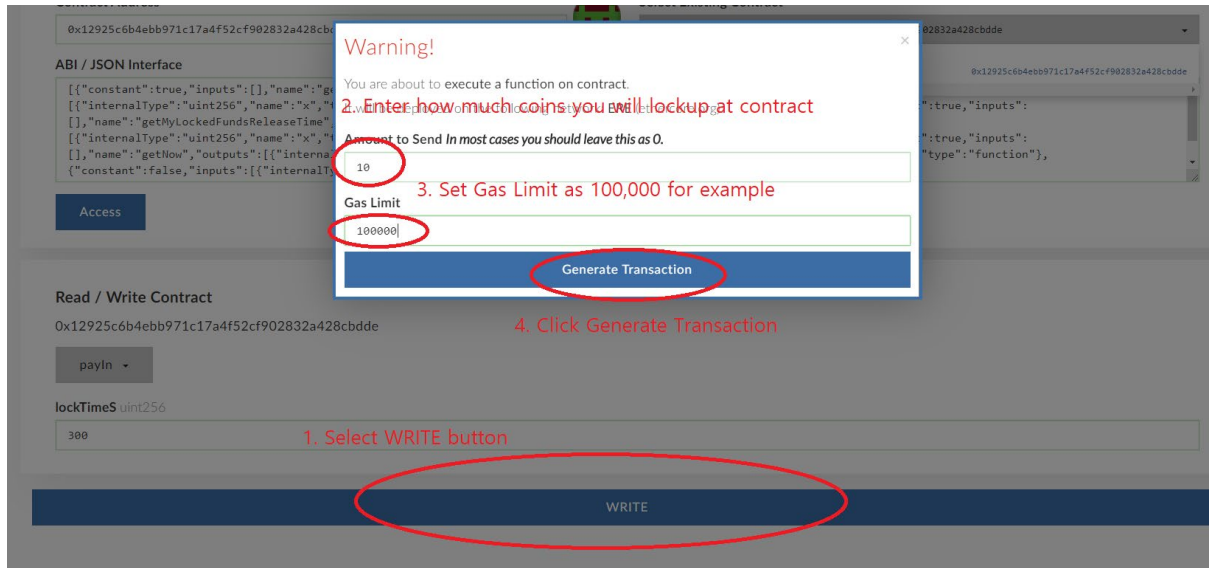 Contract Address
Select Existing Contract
0x12925c6b4ebb971c17a4f52cf902832a428cbd
02832a428cbdde
0x12925c6b4ebb971c17a4f52cf902832a428cbdde
ABI / JSON Interface
[{"constant":true,"inputs":[],"name":"ge
[{"internalType":"uint256","name":"x","t
[],"name":"getMyLockedFundsReleaseTime",
[{"internalType":"uint256","name":"x","t
[],"name":"getNow","outputs":[{"interna
{"constant":false,"inputs":[{"internalTy
":true,"inputs":
":true,"inputs":
"type":"function"},
Access
Warning!
×
You are about to execute a function on contract.
2. Enter how much coins you will lockup at contract
Amount to Send In most cases you should leave this as 0.
10
3. Set Gas Limit as 100,000 for example
Gas Limit
100000
Generate Transaction
4. Click Generate Transaction
Read / Write Contract
0x12925c6b4ebb971c17a4f52cf902832a428cbdde
payIn
lockTimeS uint256
300
1. Select WRITE button
WRITE